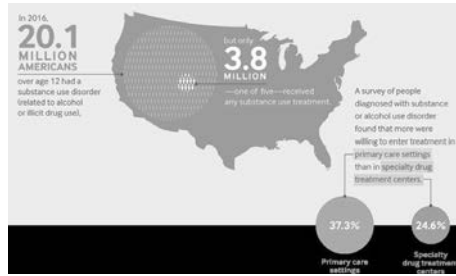 In 2016,
20.1
MILLION
AMERICANS
over age 12 had a
substance use disorder
(related to alcohol
or illicit drug use),
but only
3.8
MILLION
—one of five—received
any substance use treatment.
A survey of people
diagnosed with substance
or alcohol use disorder
found that more were
willing to enter treatment in
primary care settings
than in specialty drug
treatment centers.
37.3%
Primary care
settings
24.6%
Specialty
drug treatment
centers